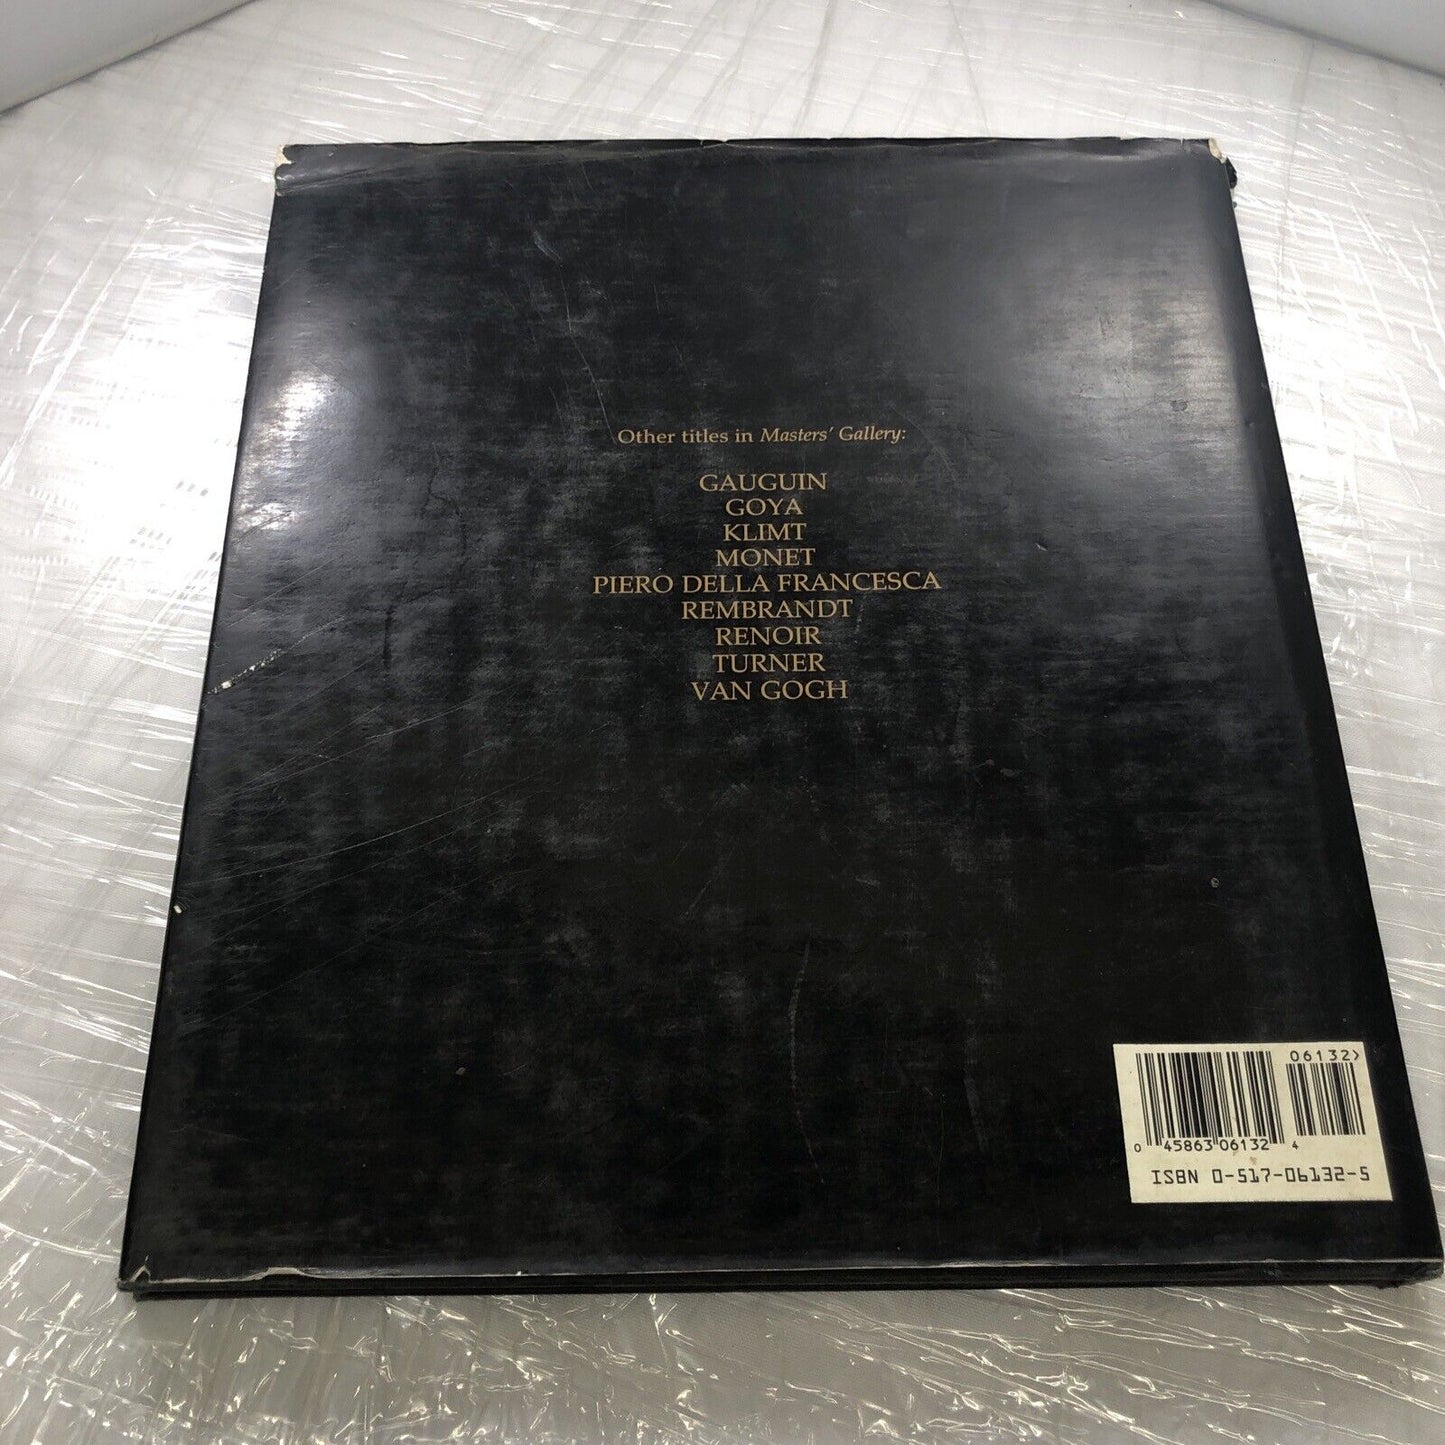 Other titles in Masters' Gallery:
GAUGUIN
GOYA
KLIMT
MONET
PIERO DELLA FRANCESCA
REMBRANDT
RENOIR
TURNER
VAN GOGH
06132>
0 45863 06132 4
ISBN 0-517-06132-5